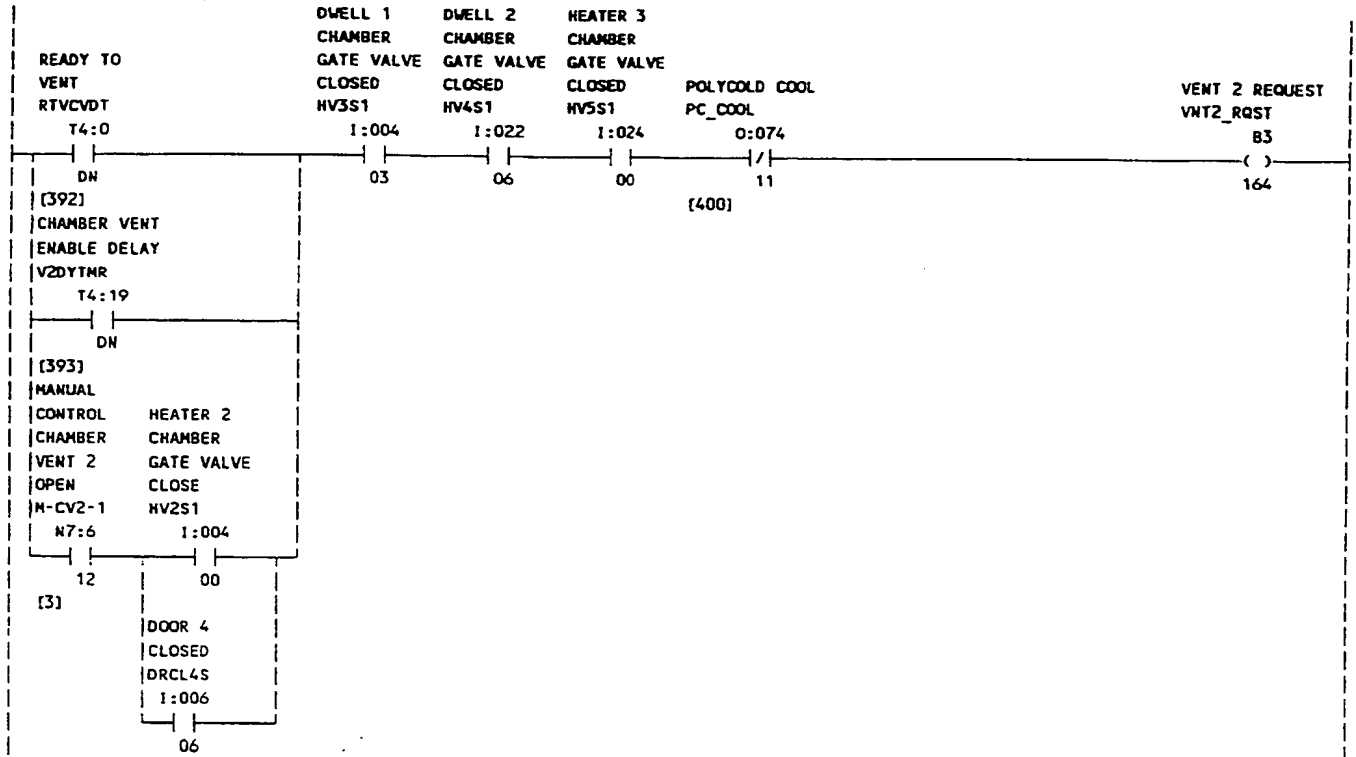 DWELL 1 DWELL 2 HEATER 3
CHAMBER CHAMBER CHAMBER
READY TO GATE VALVE GATE VALVE GATE VALVE
VENT CLOSED CLOSED CLOSED POLYCOLD COOL VENT 2 REQUEST
RTVCVDT HV3S1 HV4S1 HV5S1 PC_COOL VNT2_RQST
T4:0 I:004 I:022 I:024 O:074 B3
DN 03 06 00 11 164
[392] [400]
CHAMBER VENT
ENABLE DELAY
V2DYTMR
T4:19
DN
[393]
MANUAL
CONTROL HEATER 2
CHAMBER CHAMBER
VENT 2 GATE VALVE
OPEN CLOSE
M-CV2-1 HV2S1
N7:6 I:004
12 00
[3]
DOOR 4
CLOSED
DRCL4S
I:006
06